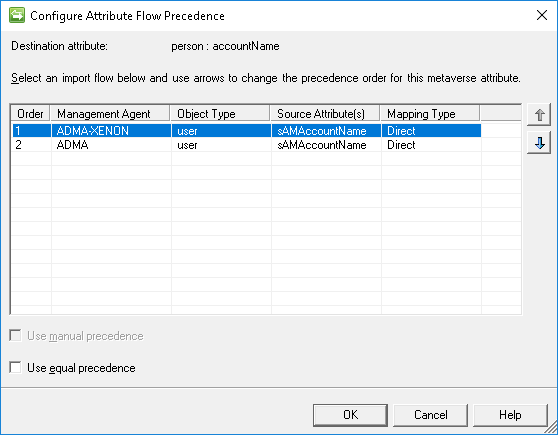 Configure Attribute Flow Precedence
Destination attribute: person : accountName
Select an import flow below and use arrows to change the precedence order for this metaverse attribute.
Order Management Agent Object Type Source Attribute(s) Mapping Type
1 ADMA-XENON user sAMAccountName Direct
2 ADMA user sAMAccountName Direct
Use manual precedence
Use equal precedence
OK Cancel Help